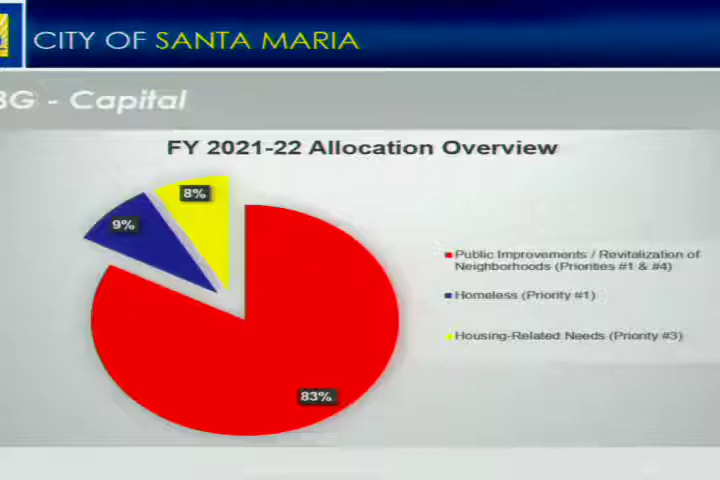 CITY OF SANTA MARIA
BG - Capital
FY 2021-22 Allocation Overview
8%
9%
Public Improvements / Revitalization of
Neighborhoods (Priorities #1 & #4)
Homeless (Priority #1)
Housing-Related Needs (Priority #3)
83%